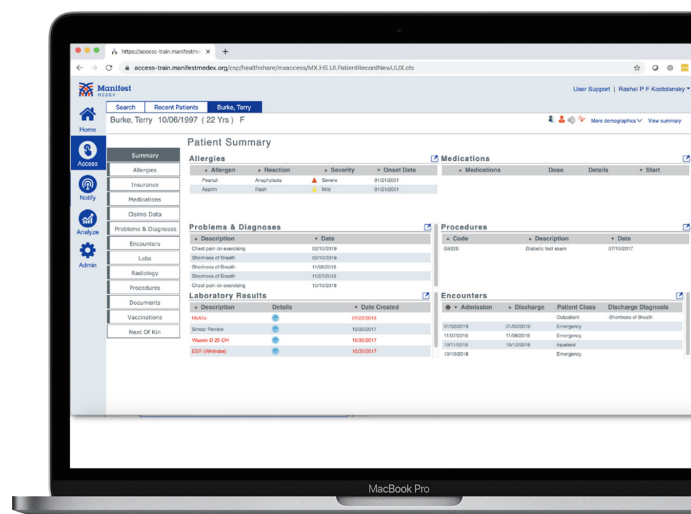 https://access-train.manifestme × +
access-train.manifestmedex.org/csp/healthshare/mxaccess/MX.HS.UI.PatientRecordNewUUX.cls
Manifest
MEDEX
User Support | Rashel P F Kostolansky
Search Recent Patients Burke, Terry
Burke, Terry 10/06/1997 ( 22 Yrs ) F
More demographics View summary
Home
Access
Notify
Analyze
Admin
Summary
Allergies
Insurance
Medications
Claims Data
Problems & Diagnoses
Encounters
Labs
Radiology
Procedures
Documents
Vaccinations
Next Of Kin
Patient Summary
Allergies
Allergen Reaction Severity Onset Date
Peanut Anaphylaxis Severe 01/21/2001
Aspirin Rash Mild 01/21/2001
Medications
Medications Dose Details Start
Problems & Diagnoses
Description Date
Chest pain on exercising 02/10/2019
Shortness of Breath
Shortness of Breath 11/08/2018
Shortness of Breath 11/07/2018
Chest pain on exercising 10/10/2018
Procedures
Code Description Date
Diabetic foot exam 07/10/2017
Laboratory Results
Description Details Date Created
HbA1c
Smear Review 10/20/2017
Vitamin D 25-OH 10/20/2017
ESR (Wintrobe) 10/20/2017
Encounters
Admission Discharge Patient Class Discharge Diagnosis
Outpatient -Shortness of Breath
01/02/2019 01/02/2019 Emergency
11/07/2018 11/08/2018 Emergency
10/11/2018 10/12/2018 Inpatient
10/10/2018 Emergency
MacBook Pro